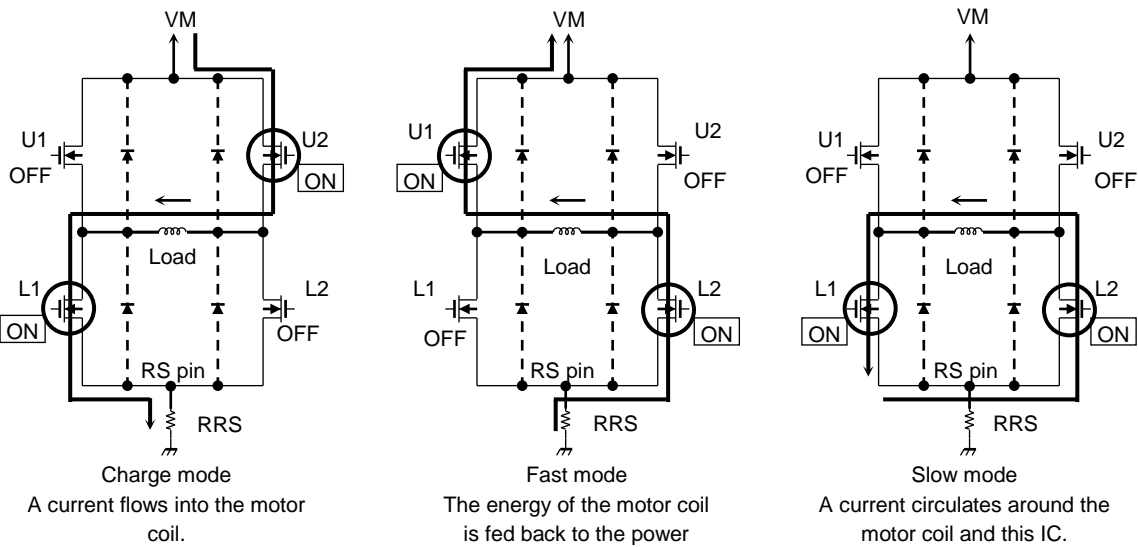 VM
U1
OFF
U2
ON
Load
L1
ON
L2
OFF
RS pin
RRS
Charge mode
A current flows into the motor
coil.
VM
U1
ON
U2
OFF
Load
L1
OFF
L2
ON
RS pin
RRS
Fast mode
The energy of the motor coil
is fed back to the power
VM
U1
OFF
U2
OFF
Load
L1
ON
L2
ON
RS pin
RRS
Slow mode
A current circulates around the
motor coil and this IC.